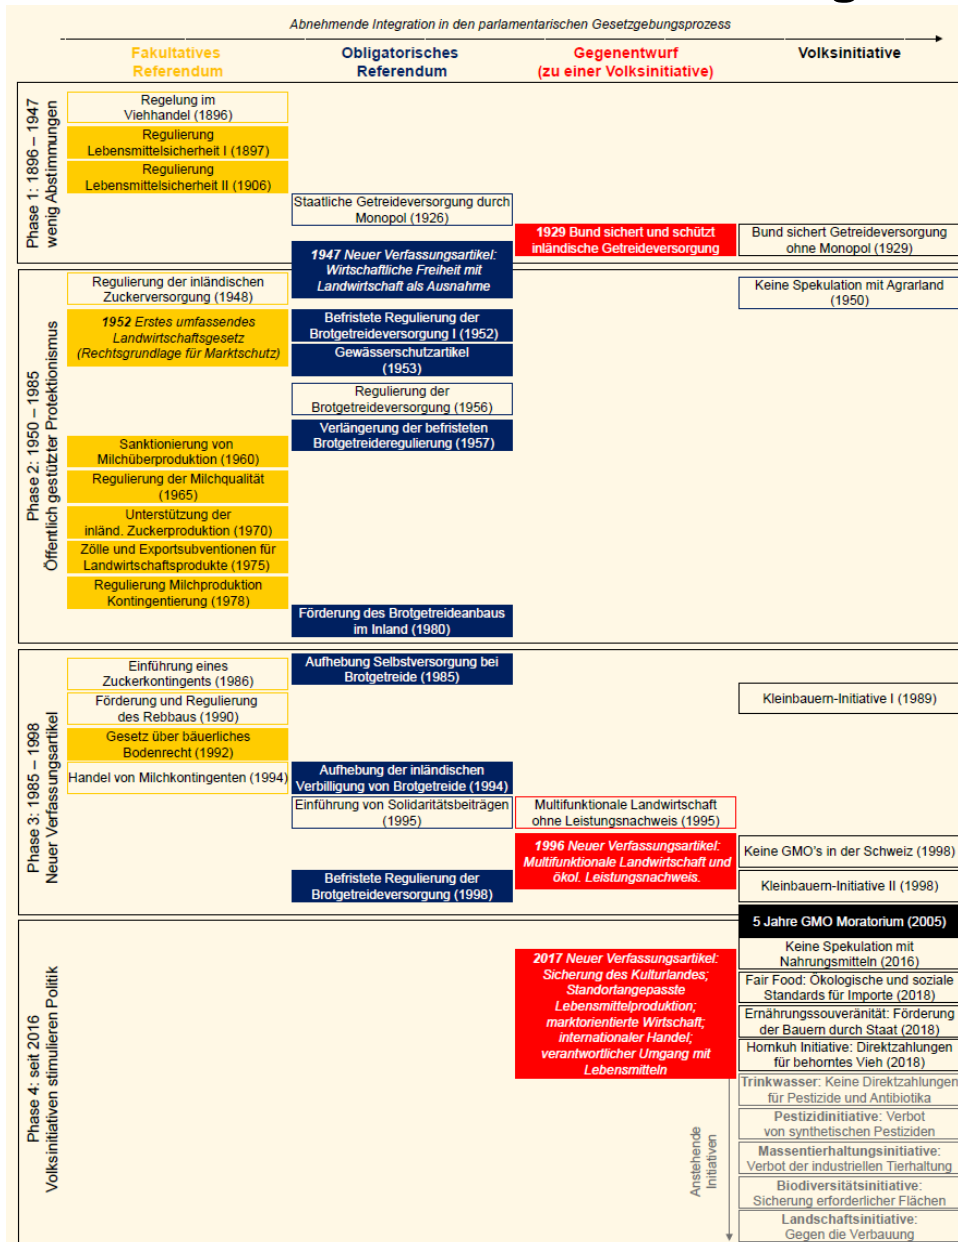 Abnehmende Integration in den parlamentarischen Gesetzgebungsprozess
Fakultatives
Referendum
Obligatorisches
Referendum
Gegenentwurf
(zu einer Volksinitiative)
Volksinitiative
Phase 1: 1896 – 1947
wenig Abstimmungen
Regelung im
Viehhandel (1896)
Regulierung
Lebensmittelsicherheit I (1897)
Regulierung
Lebensmittelsicherheit II (1906)
Staatliche Getreideversorgung durch
Monopol (1926)
1929 Bund sichert und schützt
inländische Getreideversorgung
Bund sichert Getreideversorgung
ohne Monopol (1929)
1947 Neuer Verfassungsartikel:
Wirtschaftliche Freiheit mit
Landwirtschaft als Ausnahme
Phase 2: 1950 – 1985
Öffentlich gestützter Protektionismus
Regulierung der inländischen
Zuckerversorgung (1948)
Keine Spekulation mit Agrarland
(1950)
1952 Erstes umfassendes
Landwirtschaftsgesetz
(Rechtsgrundlage für Marktschutz)
Befristete Regulierung der
Brotgetreideversorgung I (1952)
Gewässerschutzartikel
(1953)
Regulierung der
Brotgetreideversorgung (1956)
Verlängerung der befristeten
Brotgetreideregulierung (1957)
Sanktionierung von
Milchüberproduktion (1960)
Regulierung der Milchqualität
(1965)
Unterstützung der
inländ. Zuckerproduktion (1970)
Zölle und Exportsubventionen für
Landwirtschaftsprodukte (1975)
Regulierung Milchproduktion
Kontingentierung (1978)
Förderung des Brotgetreideanbaus
im Inland (1980)
Phase 3: 1985 – 1998
Neuer Verfassungsartikel
Einführung eines
Zuckerkontingents (1986)
Aufhebung Selbstversorgung bei
Brotgetreide (1985)
Kleinbauern-Initiative I (1989)
Förderung und Regulierung
des Rebbaus (1990)
Gesetz über bäuerliches
Bodenrecht (1992)
Handel von Milchkontingenten (1994)
Aufhebung der inländischen
Verbilligung von Brotgetreide (1994)
Einführung von Solidaritätsbeiträgen
(1995)
Multifunktionale Landwirtschaft
ohne Leistungsnachweis (1995)
1996 Neuer Verfassungsartikel:
Multifunktionale Landwirtschaft und
ökol. Leistungsnachweis.
Keine GMO's in der Schweiz (1998)
Befristete Regulierung der
Brotgetreideversorgung (1998)
Kleinbauern-Initiative II (1998)
Phase 4: seit 2016
Volksinitiativen stimulieren Politik
5 Jahre GMO Moratorium (2005)
Keine Spekulation mit
Nahrungsmitteln (2016)
2017 Neuer Verfassungsartikel:
Sicherung des Kulturlandes;
Standortangepasste
Lebensmittelproduktion;
marktorientierte Wirtschaft;
internationaler Handel;
verantwortlicher Umgang mit
Lebensmitteln
Fair Food: Ökologische und soziale
Standards für Importe (2018)
Ernährungssouveränität: Förderung
der Bauern durch Staat (2018)
Hornkuh Initiative: Direktzahlungen
für behorntes Vieh (2018)
Anstehende
Initiativen
Trinkwasser: Keine Direktzahlungen
für Pestizide und Antibiotika
Pestizidinitiative: Verbot
von synthetischen Pestiziden
Massentierhaltungsinitiative:
Verbot der industriellen Tierhaltung
Biodiversitätsinitiative:
Sicherung erforderlicher Flächen
Landschaftsinitiative:
Gegen die Verbauung